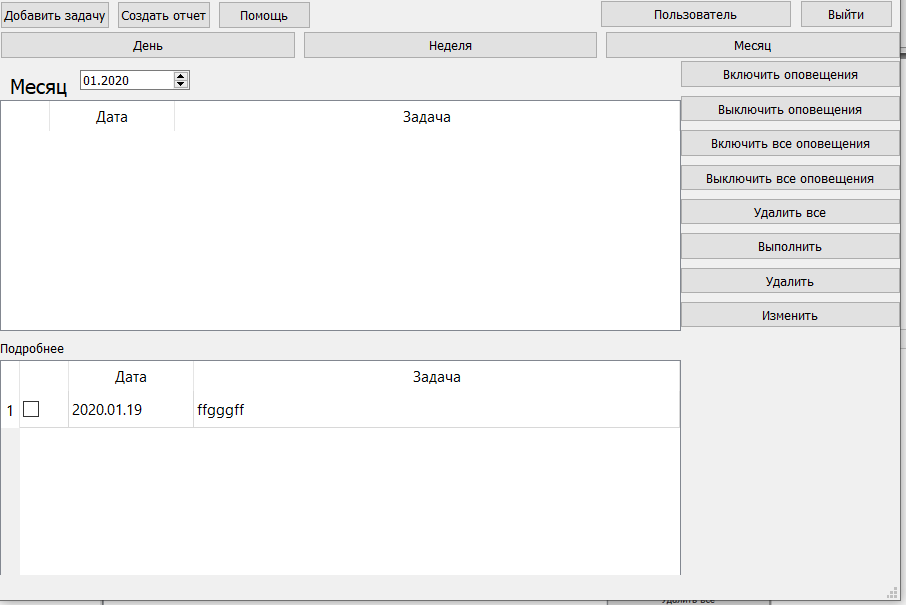 Добавить задачу Создать отчет Помощь Пользователь Выйти
День Неделя Месяц
Месяц 01.2020
Включить оповещения
Выключить оповещения
Включить все оповещения
Выключить все оповещения
Удалить все
Выполнить
Удалить
Изменить
Дата Задача
Подробнее
Дата Задача
1 2020.01.19 ffgggff